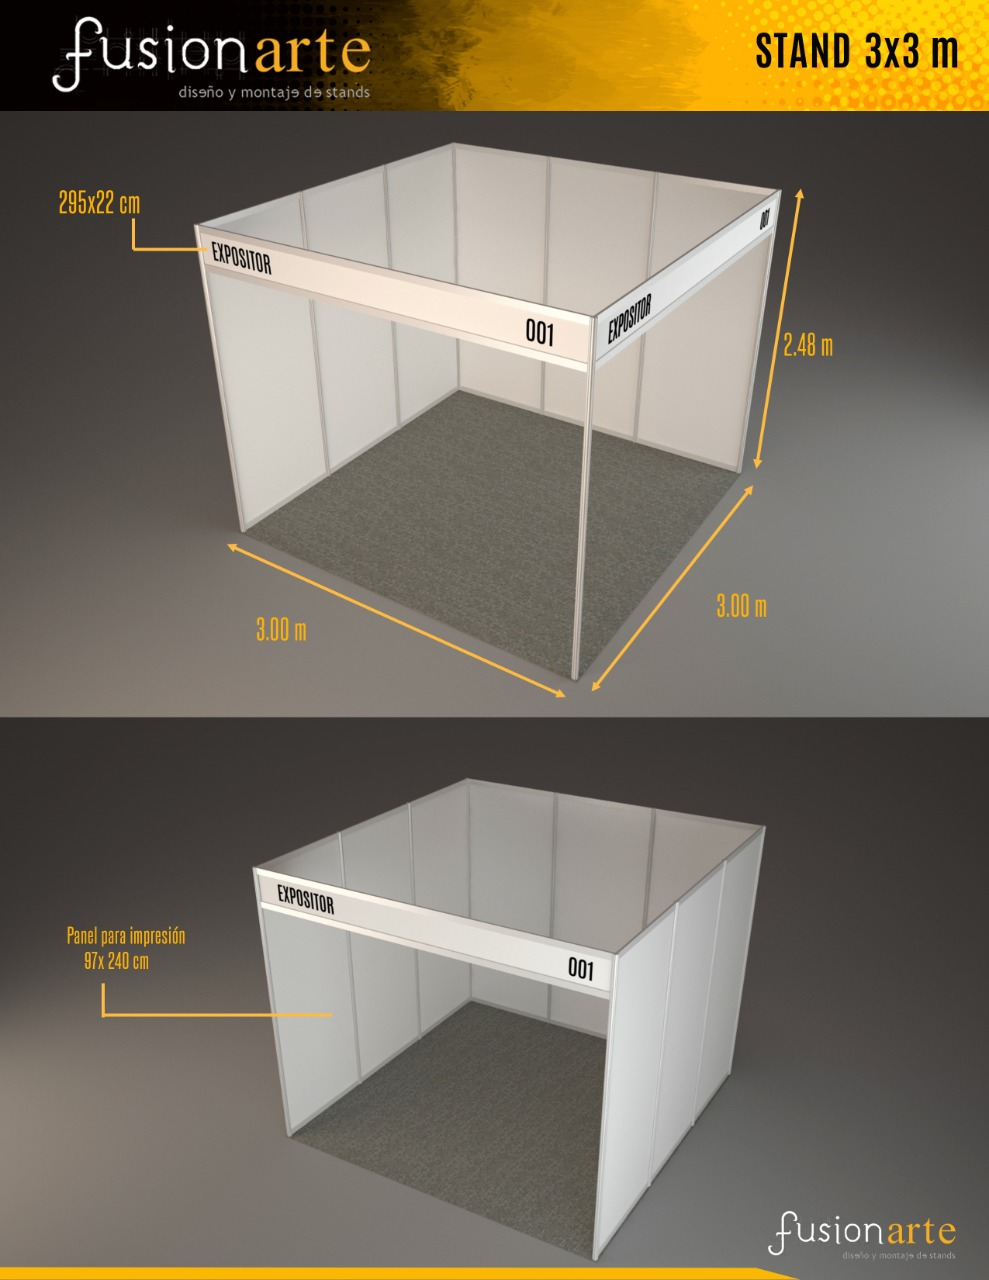 fusionarte
diseño y montaje de stands
STAND 3x3 m
295x22 cm
EXPOSITOR
001
EXPOSITOR
001
2.48 m
3.00 m
3.00 m
EXPOSITOR
001
Panel para impresión
97x 240 cm
fusionarte
diseño y montaje de stands